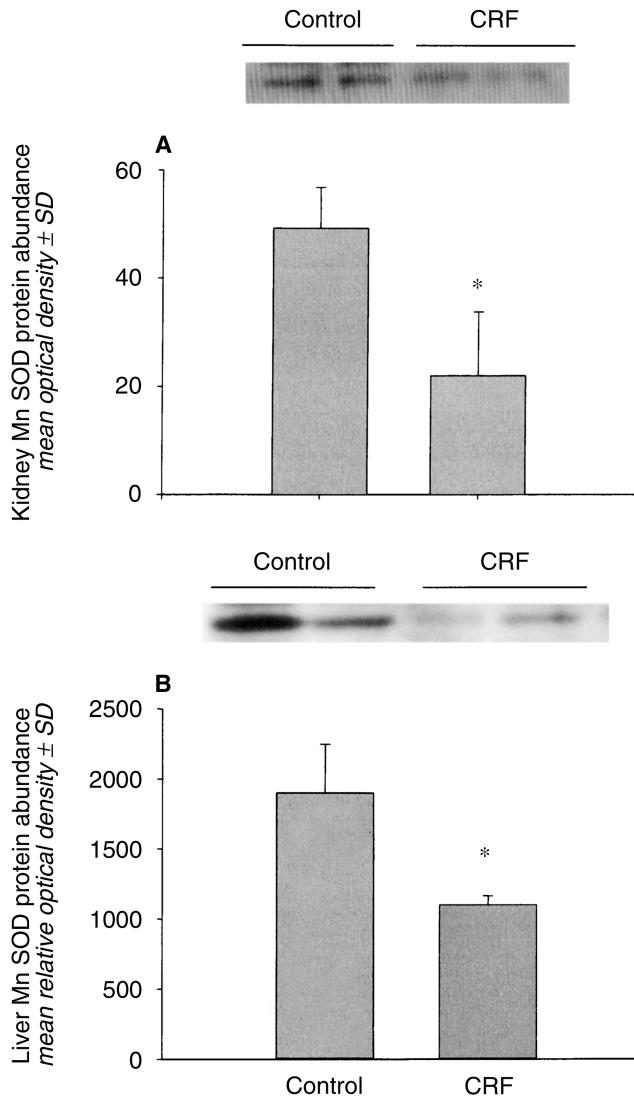 Control CRF
A
Kidney Mn SOD protein abundance
mean optical density ± SD
60
40
*
20
0
Control CRF
B
Liver Mn SOD protein abundance
mean relative optical density ± SD
2500
2000
1500
*
1000
500
0
Control CRF